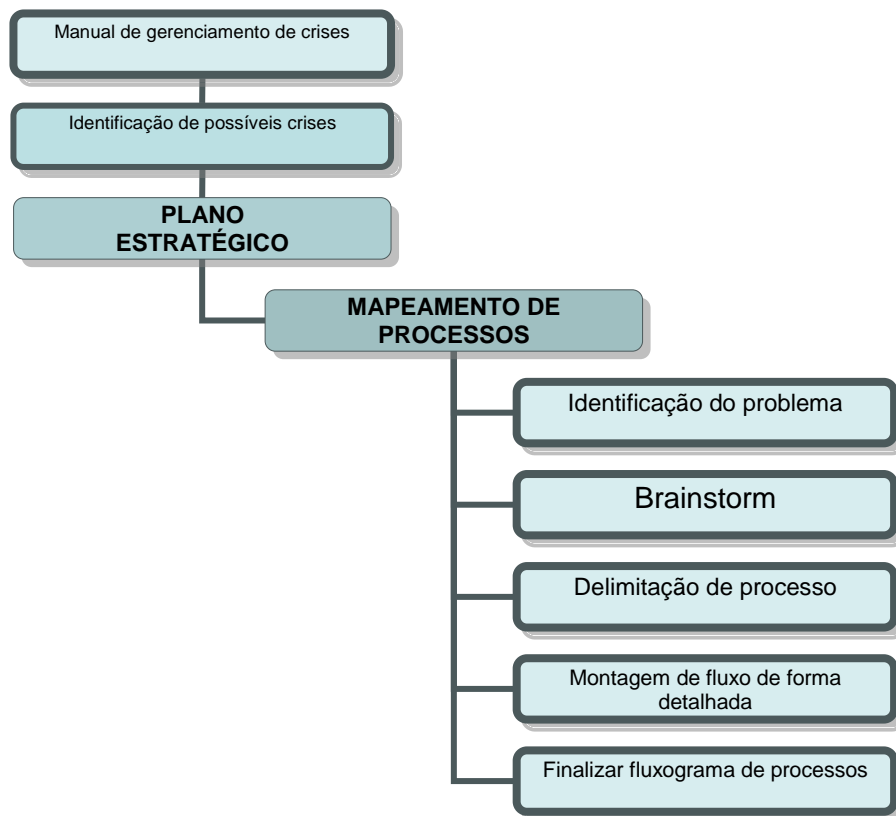 Manual de gerenciamento de crises
Identificação de possíveis crises
PLANO
ESTRATÉGICO
MAPEAMENTO DE
PROCESSOS
Identificação do problema
Brainstorm
Delimitação de processo
Montagem de fluxo de forma
detalhada
Finalizar fluxograma de processos